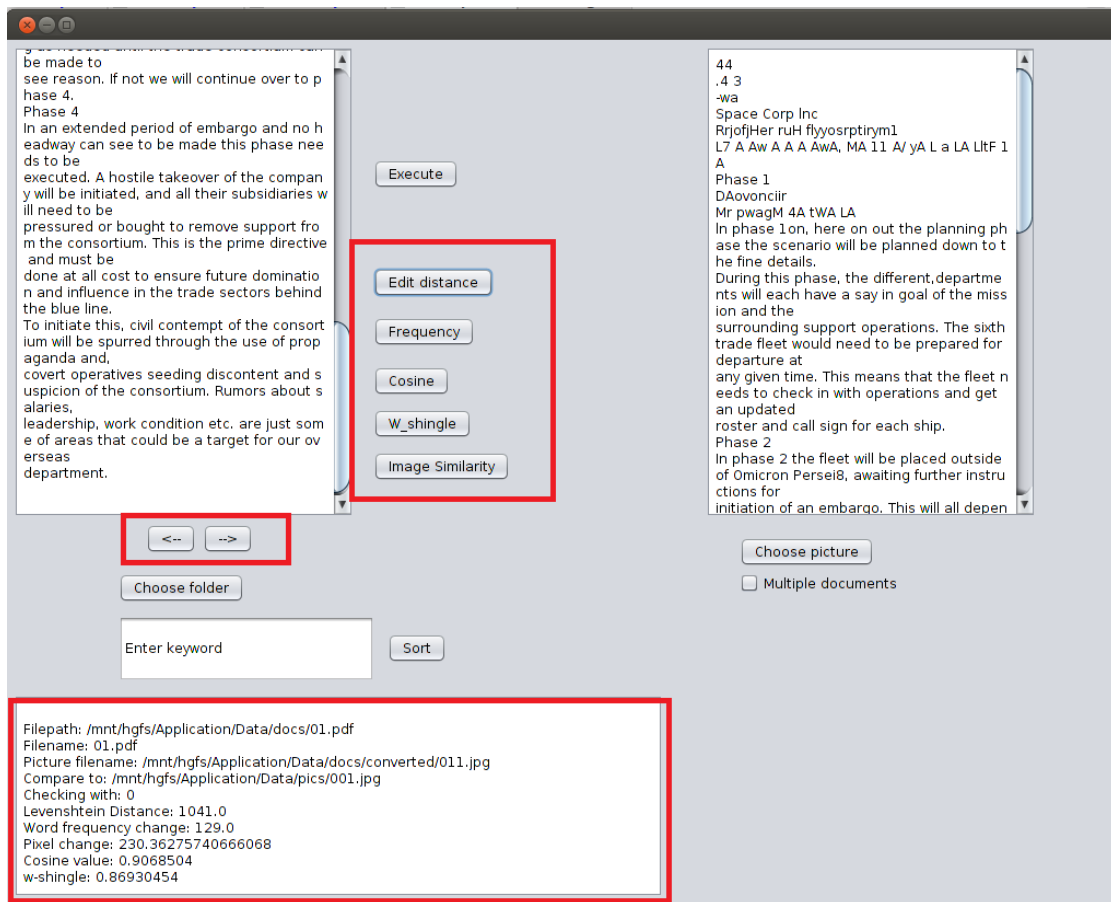 be made to
see reason. If not we will continue over to p
hase 4.
Phase 4
In an extended period of embargo and no h
eadway can see to be made this phase nee
ds to be
executed. A hostile takeover of the compan
y will be initiated, and all their subsidiaries w
ill need to be
pressured or bought to remove support fro
m the consortium. This is the prime directive
and must be
done at all cost to ensure future dominatio
n and influence in the trade sectors behind
the blue line.
To initiate this, civil contempt of the consort
ium will be spurred through the use of prop
aganda and,
covert operatives seeding discontent and s
uspicion of the consortium. Rumors about s
alaries,
leadership, work condition etc. are just som
e of areas that could be a target for our ov
erseas
department.
Execute
Edit distance
Frequency
Cosine
W_shingle
Image Similarity
44
.4 3
-wa
Space Corp Inc
RrjofjHer ruH flyyosrptirym1
L7 A Aw A A A AwA, MA 11 A/ yA L a LA LltF 1
A
Phase 1
DAovonciir
Mr pwagM 4A tWA LA
In phase 1on, here on out the planning ph
ase the scenario will be planned down to t
he fine details.
During this phase, the different,departme
nts will each have a say in goal of the miss
ion and the
surrounding support operations. The sixth
trade fleet would need to be prepared for
departure at
any given time. This means that the fleet n
eeds to check in with operations and get
an updated
roster and call sign for each ship.
Phase 2
In phase 2 the fleet will be placed outside
of Omicron Persei8, awaiting further instru
ctions for
initiation of an embargo. This will all depen
<--
-->
Choose folder
Choose picture
Multiple documents
Enter keyword
Sort
Filepath: /mnt/hgfs/Application/Data/docs/01.pdf
Filename: 01.pdf
Picture filename: /mnt/hgfs/Application/Data/docs/converted/011.jpg
Compare to: /mnt/hgfs/Application/Data/pics/001.jpg
Checking with: 0
Levenshtein Distance: 1041.0
Word frequency change: 129.0
Pixel change: 230.36275740666068
Cosine value: 0.9068504
w-shingle: 0.86930454